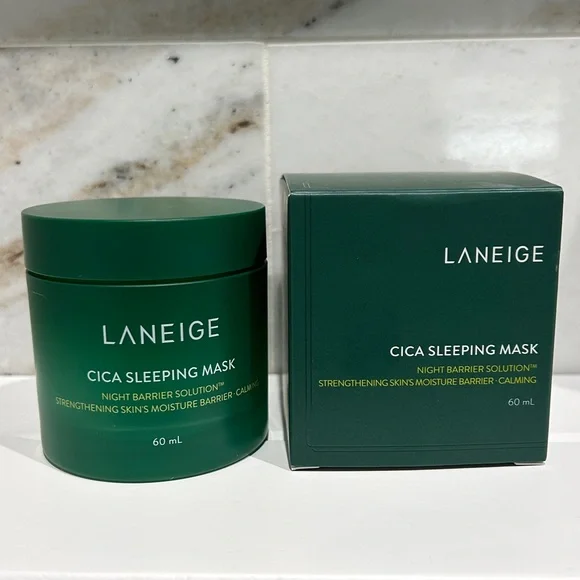 LANEIGE
CICA SLEEPING MASK
NIGHT BARRIER SOLUTION™
STRENGTHENING SKIN'S MOISTURE BARRIER·CALMING
60 mL
LANEIGE
CICA SLEEPING MASK
NIGHT BARRIER SOLUTION™
STRENGTHENING SKIN'S MOISTURE BARRIER·CALMING
60 mL